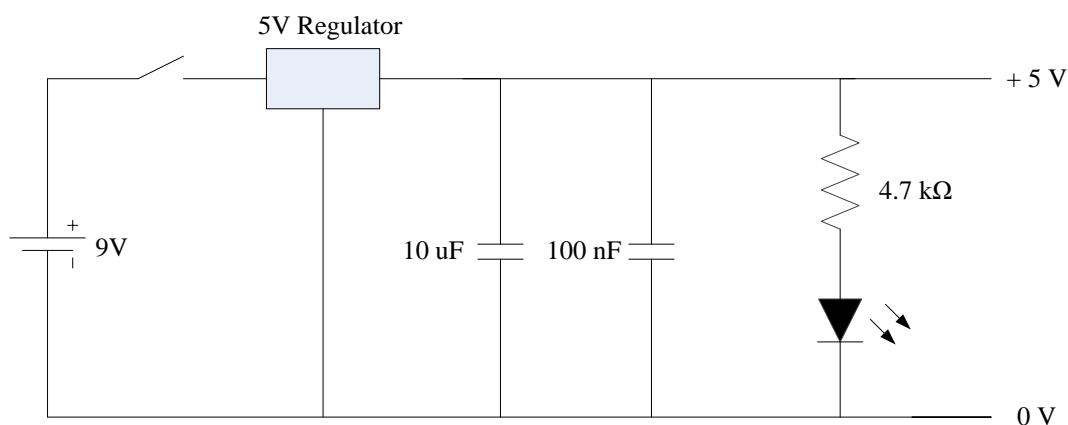 5V Regulator
+ 5 V
4.7 kΩ
+
9V
10 uF
100 nF
0 V